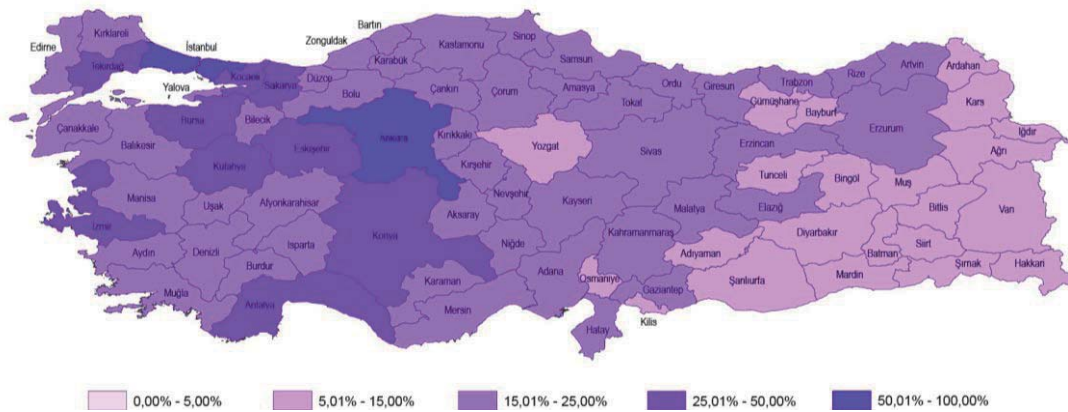 Bartın
Kırklareli
Sinop
Edirne
İstanbul
Zonguldak
Kastamonu
Tekirdağ
Karabük
Samsun
Artvin
Ardahan
Kocaeli
Sakarya
Düzce
Rize
Trabzon
Ordu
Giresun
Yalova
Bolu
Çankırı
Çorum
Amasya
Tokat
Gümüşhane
Bayburt
Kars
Çanakkale
Bursa
Bilecik
Ankara
Kırıkkale
Erzurum
Iğdır
Balıkesir
Eskişehir
Yozgat
Sivas
Erzincan
Ağrı
Kütahya
Kırşehir
Tunceli
Bingöl
Muş
Manisa
Uşak
Afyonkarahisar
Nevşehir
Kayseri
Malatya
Elazığ
Bitlis
Van
İzmir
Aksaray
Konya
Kahramanmaraş
Diyarbakır
Aydın
Denizli
Isparta
Niğde
Adıyaman
Batman
Siirt
Burdur
Karaman
Adana
Osmaniye
Gaziantep
Şanlıurfa
Mardin
Şırnak
Hakkari
Muğla
Antalya
Mersin
Hatay
Kilis
0,00% - 5,00%
5,01% - 15,00%
15,01% - 25,00%
25,01% - 50,00%
50,01% - 100,00%